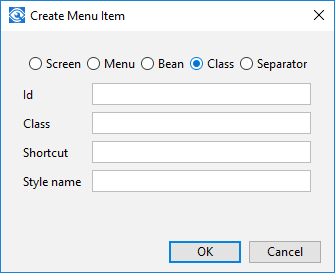 Create Menu Item
Screen Menu Bean Class Separator
Id
Class
Shortcut
Style name
OK Cancel